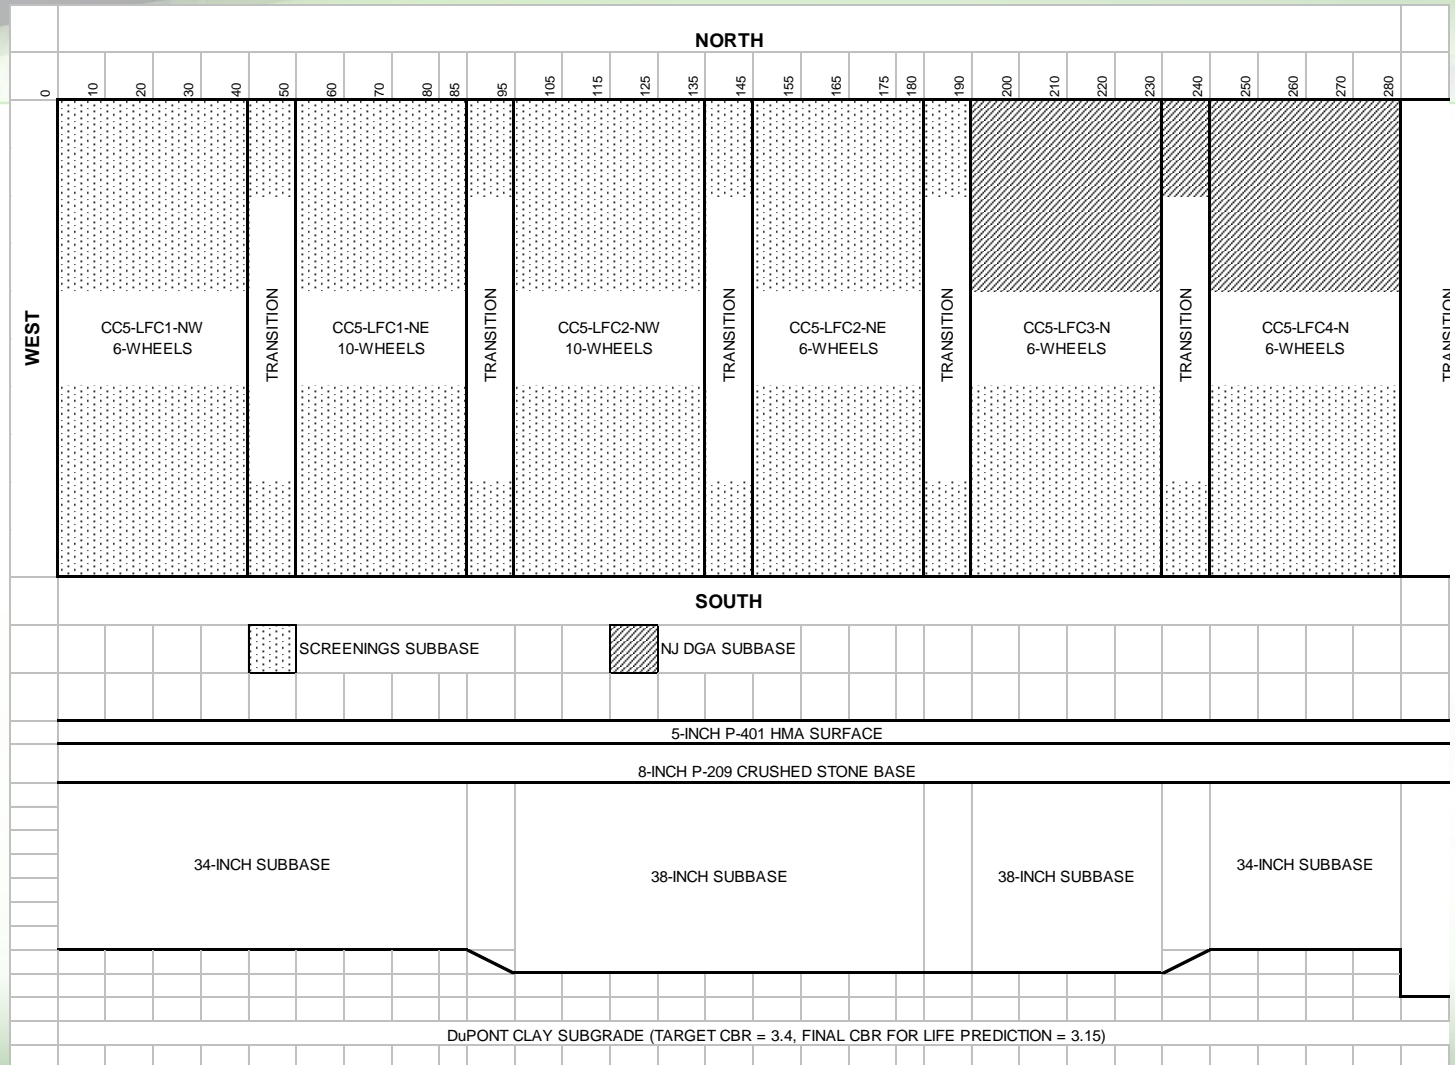 NORTH
0 10 20 30 40 50 60 70 80 85 95 105 115 125 135 145 155 165 175 180 190 200 210 220 230 240 250 260 270 280
WEST
CC5-LFC1-NW
6-WHEELS
TRANSITION
CC5-LFC1-NE
10-WHEELS
TRANSITION
CC5-LFC2-NW
10-WHEELS
TRANSITION
CC5-LFC2-NE
6-WHEELS
TRANSITION
CC5-LFC3-N
6-WHEELS
TRANSITION
CC5-LFC4-N
6-WHEELS
TRANSITION
SOUTH
SCREENINGS SUBBASE
NJ DGA SUBBASE
5-INCH P-401 HMA SURFACE
8-INCH P-209 CRUSHED STONE BASE
34-INCH SUBBASE
38-INCH SUBBASE
38-INCH SUBBASE
34-INCH SUBBASE
DuPONT CLAY SUBGRADE (TARGET CBR = 3.4, FINAL CBR FOR LIFE PREDICTION = 3.15)